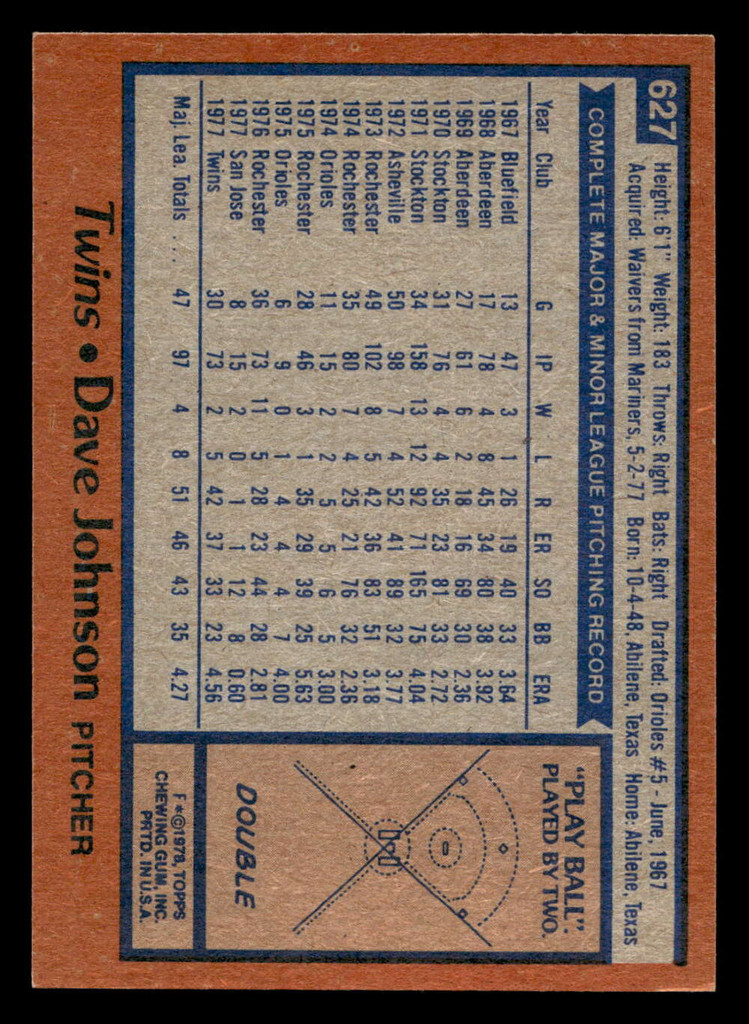 627
Height: 6'1" Weight: 183 Throws: Right Bats: Right Drafted: Orioles #5 - June, 1967
Acquired: Waivers from Mariners, 5-2-77 Born: 10-4-48, Abilene, Texas Home: Abilene, Texas
COMPLETE MAJOR & MINOR LEAGUE PITCHING RECORD
Year Club G IP W L R ER SO BB ERA
1967 Bluefield 13 47 3 1 26 19 40 33 3.64
1968 Aberdeen 17 78 4 8 45 34 80 38 3.92
1969 Aberdeen 27 61 6 2 18 16 69 30 2.36
1970 Stockton 31 76 4 4 35 23 81 33 2.72
1971 Stockton 34 158 13 12 92 71 165 75 4.04
1972 Asheville 50 98 7 4 52 41 89 32 3.77
1973 Rochester 49 102 8 5 42 36 83 51 3.18
1974 Rochester 35 80 7 4 25 21 76 32 2.36
1974 Orioles 11 15 2 2 5 5 6 5 3.00
1975 Rochester 28 46 3 1 35 29 39 25 5.63
1975 Orioles 6 9 0 1 4 4 4 7 4.00
1976 Rochester 36 73 11 5 28 23 44 28 2.81
1977 San Jose 8 15 2 0 1 1 12 8 0.60
1977 Twins 30 73 2 5 42 37 33 23 4.56
Maj. Lea. Totals .... 47 97 4 8 51 46 43 35 4.27
"PLAY BALL":
PLAYED BY TWO.
DOUBLE
F*©1978, TOPPS
CHEWING GUM, INC.
PRTD. IN U.S.A.
Twins • Dave Johnson PITCHER